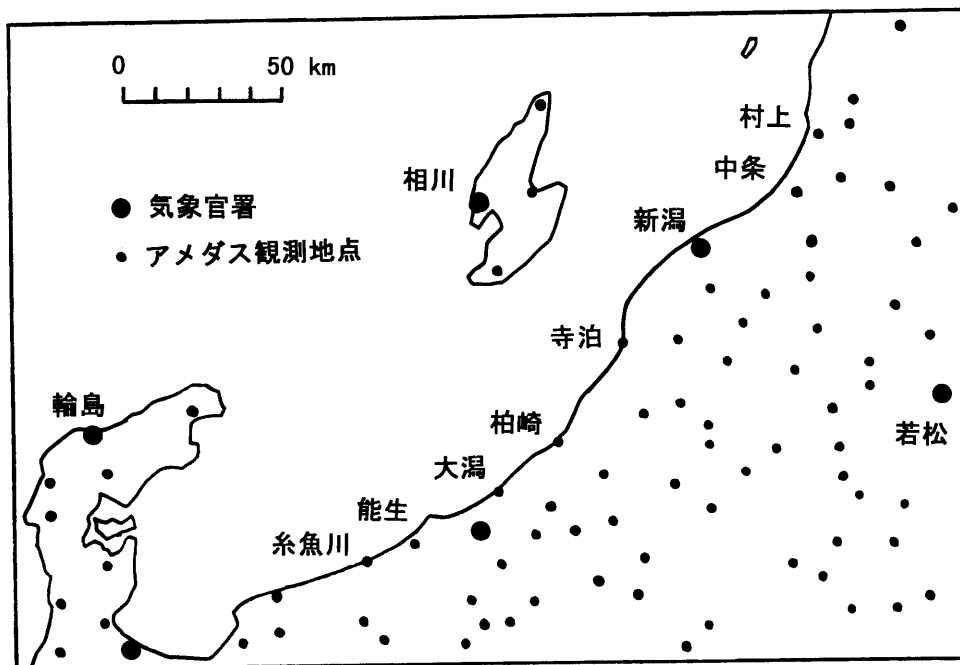 0 50 km
村上
中条
相川
● 気象官署
新潟
• アメダス観測地点
寺泊
輪島
柏崎
若松
大潟
能生
糸魚川